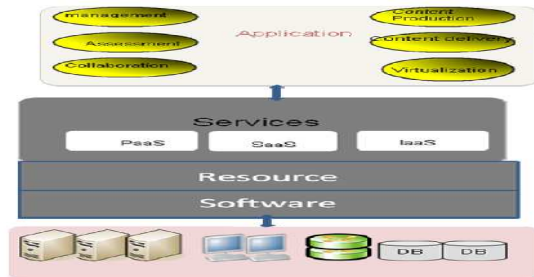 management
Content
Production
Application
Assessment
Content delivery
Collaboration
Virtualization
Services
PaaS
SaaS
IaaS
Resource
Software
DB
DB